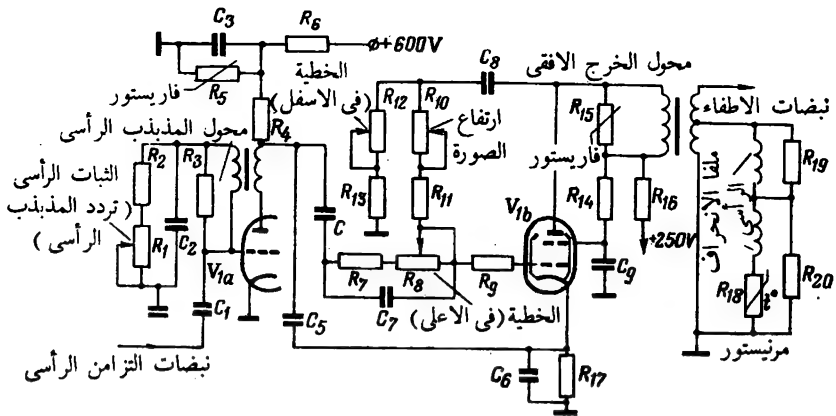 C3
R6
+600V
R5
فاريستور
R4
الخطية
(فى الاسفل)
R12
R10
C8
محول الخرج الافقى
نبضات الاطفاء
R15
فاريستور
ارتفاع
الصورة
محول المذبذب الرأسى
الثبات الرأسى
(تردد المذبذب
الرأسى)
R2
R3
R1
C2
V1a
C1
نبضات التزامن الرأسى
C
C5
R13
R11
V1b
R14
R16
+250V
R7
R8
R9
C7
الخطية (فى الاعلى)
C9
C6
R17
ملفا الانحراف
الرأسى
R19
R18
t°
R20
مرنيستور